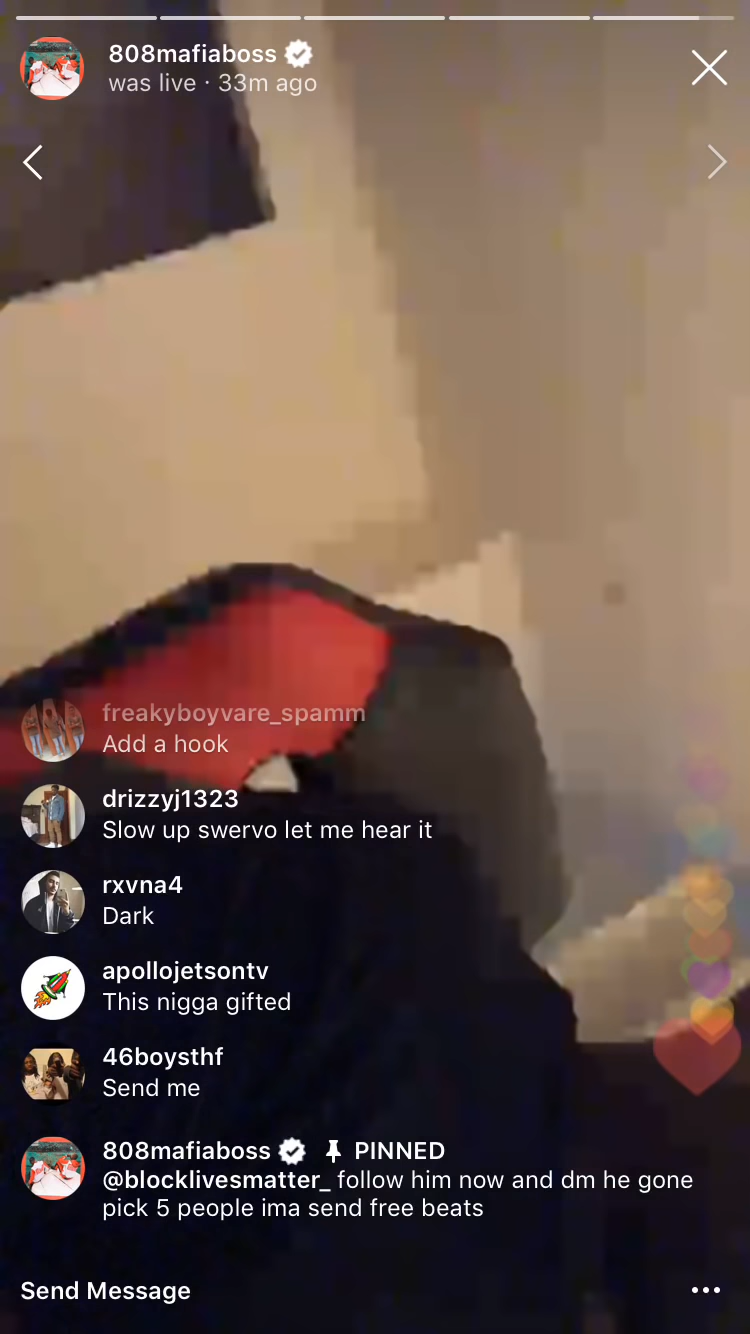 808mafiaboss
was live · 33m ago
freakyboyvare_spamm
Add a hook
drizzyj1323
Slow up swervo let me hear it
rxvna4
Dark
apollojetsontv
This nigga gifted
46boysthf
Send me
808mafiaboss PINNED
@blocklivesmatter_ follow him now and dm he gone
pick 5 people ima send free beats
Send Message